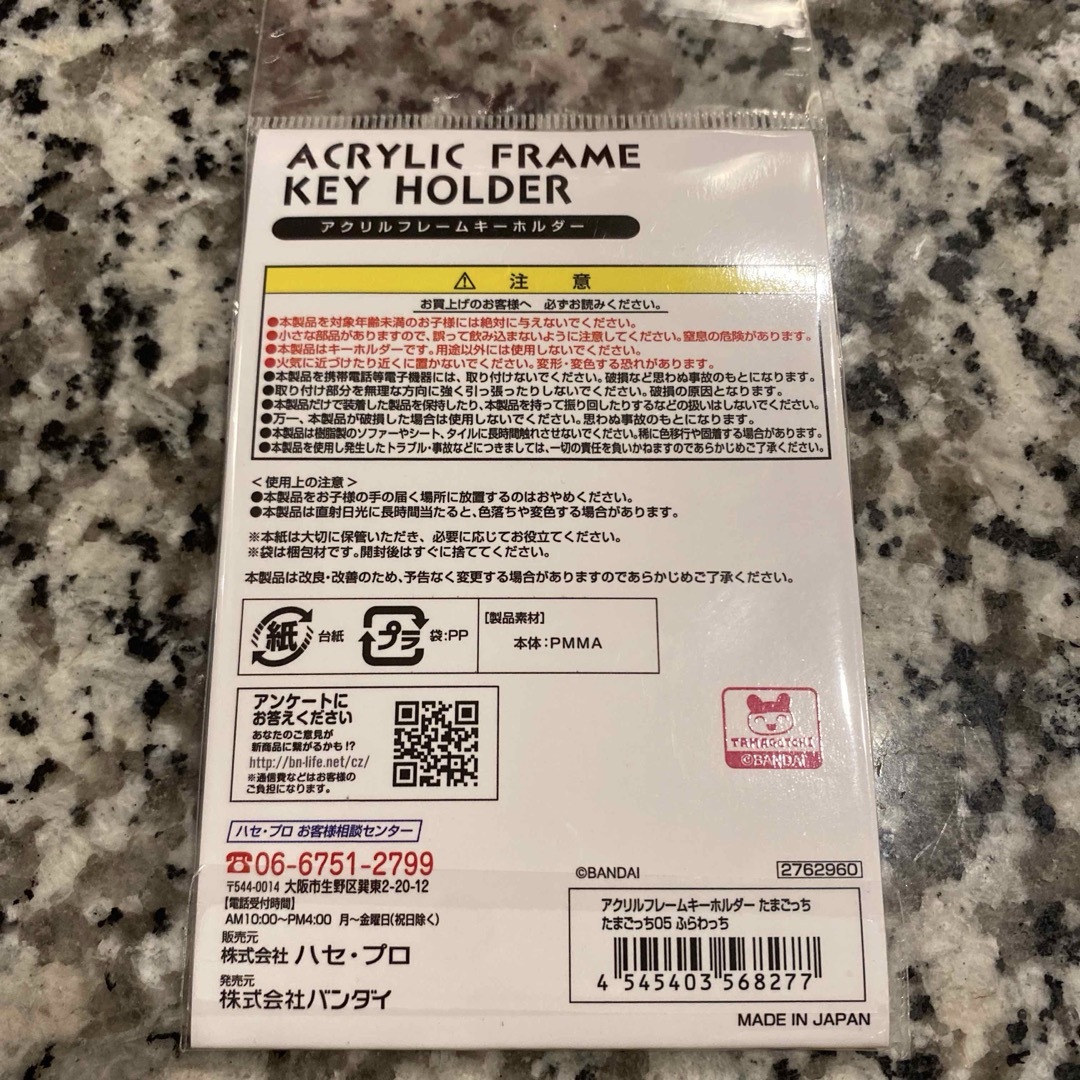 ACRYLIC FRAME
KEY HOLDER
アクリルフレームキーホルダー
注 意
お買上げのお客様へ 必ずお読みください。
●本製品を対象年齢未満のお子様には絶対に与えないでください。
●小さな部品がありますので、誤って飲み込まないように注意してください。窒息の危険があります。
●本製品はキーホルダーです。用途以外には使用しないでください。
●火気に近づけたり近くに置かないでください。変形・変色する恐れがあります。
●本製品を携帯電話等電子機器には、取り付けないでください。破損など思わぬ事故のもとになります。
●取り付け部分を無理な方向に強く引っ張ったりしないでください。破損の原因となります。
●本製品だけで装着した製品を保持したり、本製品を持って振り回したりするなどの扱いはしないでください。
●万一、本製品が破損した場合は使用しないでください。思わぬ事故のもとになります。
●本製品は樹脂製のソファーやシート、タイルに長時間触れさせないでください。稀に色移行や固着する場合があります。
●本製品を使用し発生したトラブル・事故などにつきましては、一切の責任を負いかねますのであらかじめご了承ください。
＜使用上の注意＞
●本製品をお子様の手の届く場所に放置するのはおやめください。
●本製品は直射日光に長時間当たると、色落ちや変色する場合があります。
※本紙は大切に保管いただき、必要に応じてお役立てください。
※袋は梱包材です。開封後はすぐに捨ててください。
本製品は改良・改善のため、予告なく変更する場合がありますのであらかじめご了承ください。
紙 台紙 プラ 袋:PP
【製品素材】
本体:PMMA
アンケートに
お答えください
あなたのご意見が
新商品に繋がるかも!?
http://bn-life.net/cz/
※通信費などはお客様の
ご負担になります。
TAMAGOTCHI
©BANDAI
ハセ・プロ お客様相談センター
☎06-6751-2799
〒544-0014 大阪市生野区巽東2-20-12
【電話受付時間】
AM10:00～PM4:00 月～金曜日(祝日除く)
販売元
株式会社 ハセ・プロ
発売元
株式会社バンダイ
©BANDAI
2762960
アクリルフレームキーホルダー たまごっち
たまごっち05 ふらわっち
4 545403 568277
MADE IN JAPAN